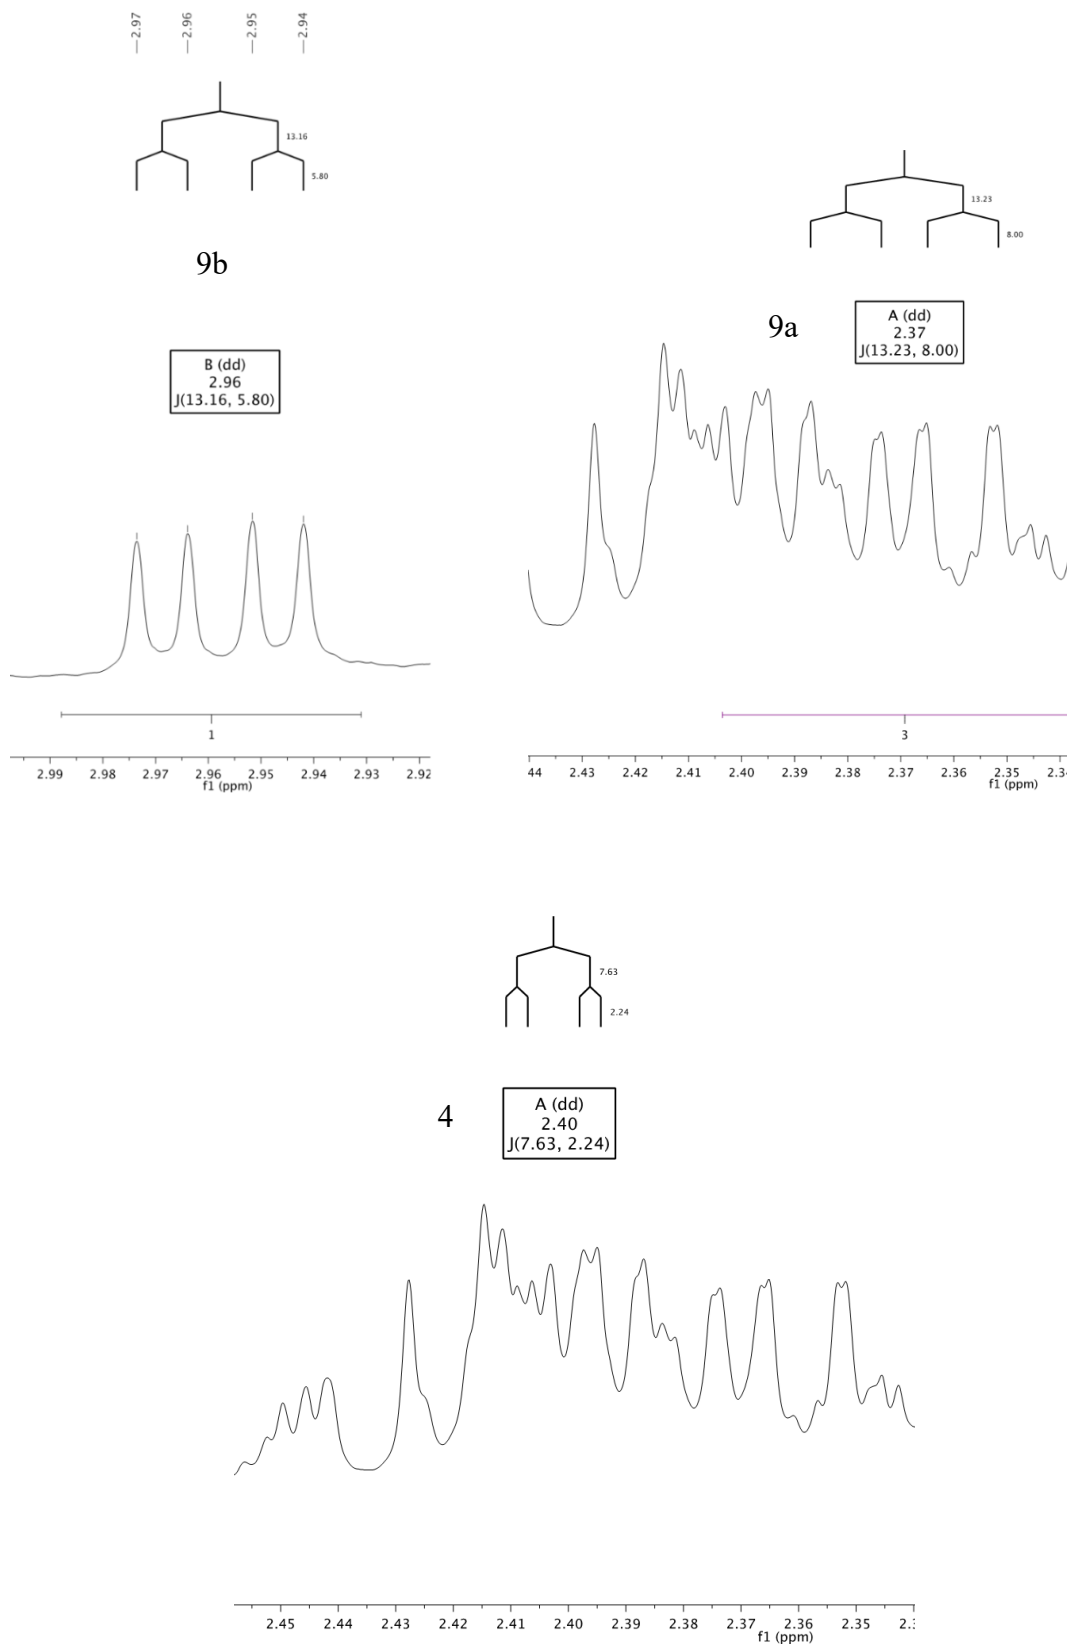 2.97 2.96 2.95 2.94
13.16
5.80
9b
B (dd)
2.96
J(13.16, 5.80)
1
2.99 2.98 2.97 2.96 2.95 2.94 2.93 2.92
f1 (ppm)
13.23
8.00
9a
A (dd)
2.37
J(13.23, 8.00)
3
44 2.43 2.42 2.41 2.40 2.39 2.38 2.37 2.36 2.35
f1 (ppm)
7.63
2.24
4
A (dd)
2.40
J(7.63, 2.24)
2.45 2.44 2.43 2.42 2.41 2.40 2.39 2.38 2.37 2.36 2.35
f1 (ppm)